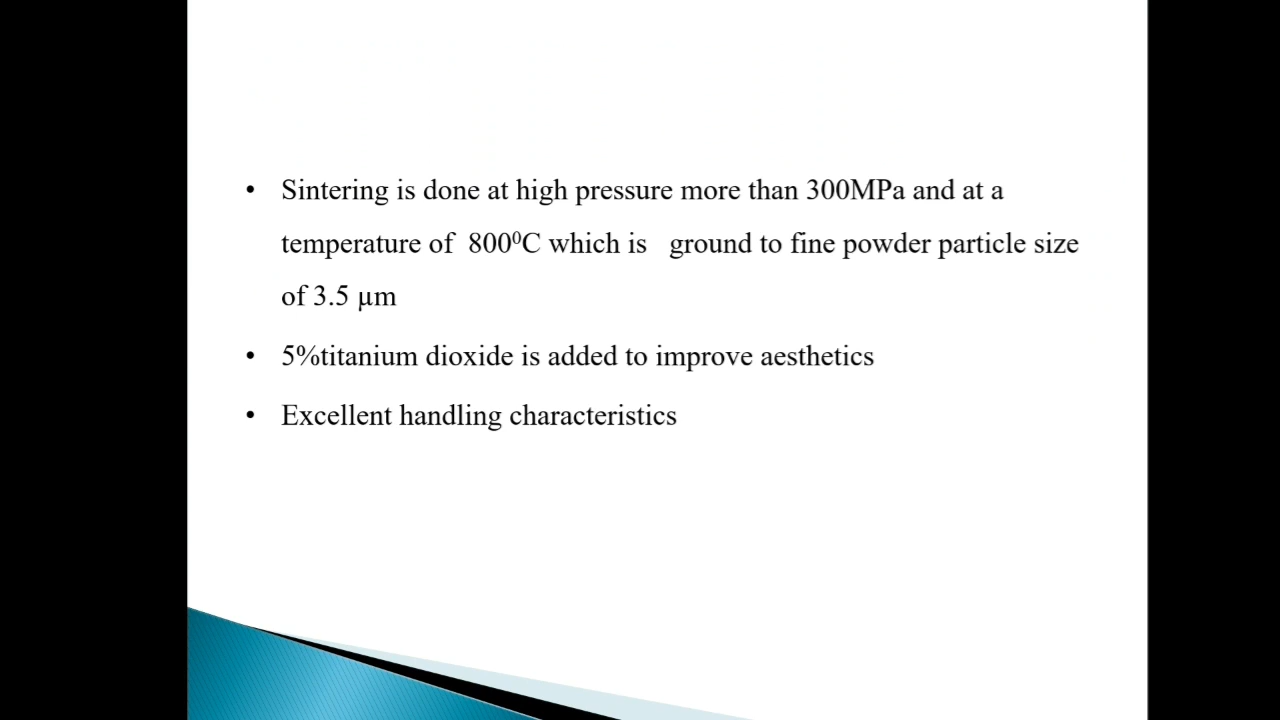 • Sintering is done at high pressure more than 300MPa and at a
temperature of 800⁰C which is ground to fine powder particle size
of 3.5 µm
• 5%titanium dioxide is added to improve aesthetics
• Excellent handling characteristics